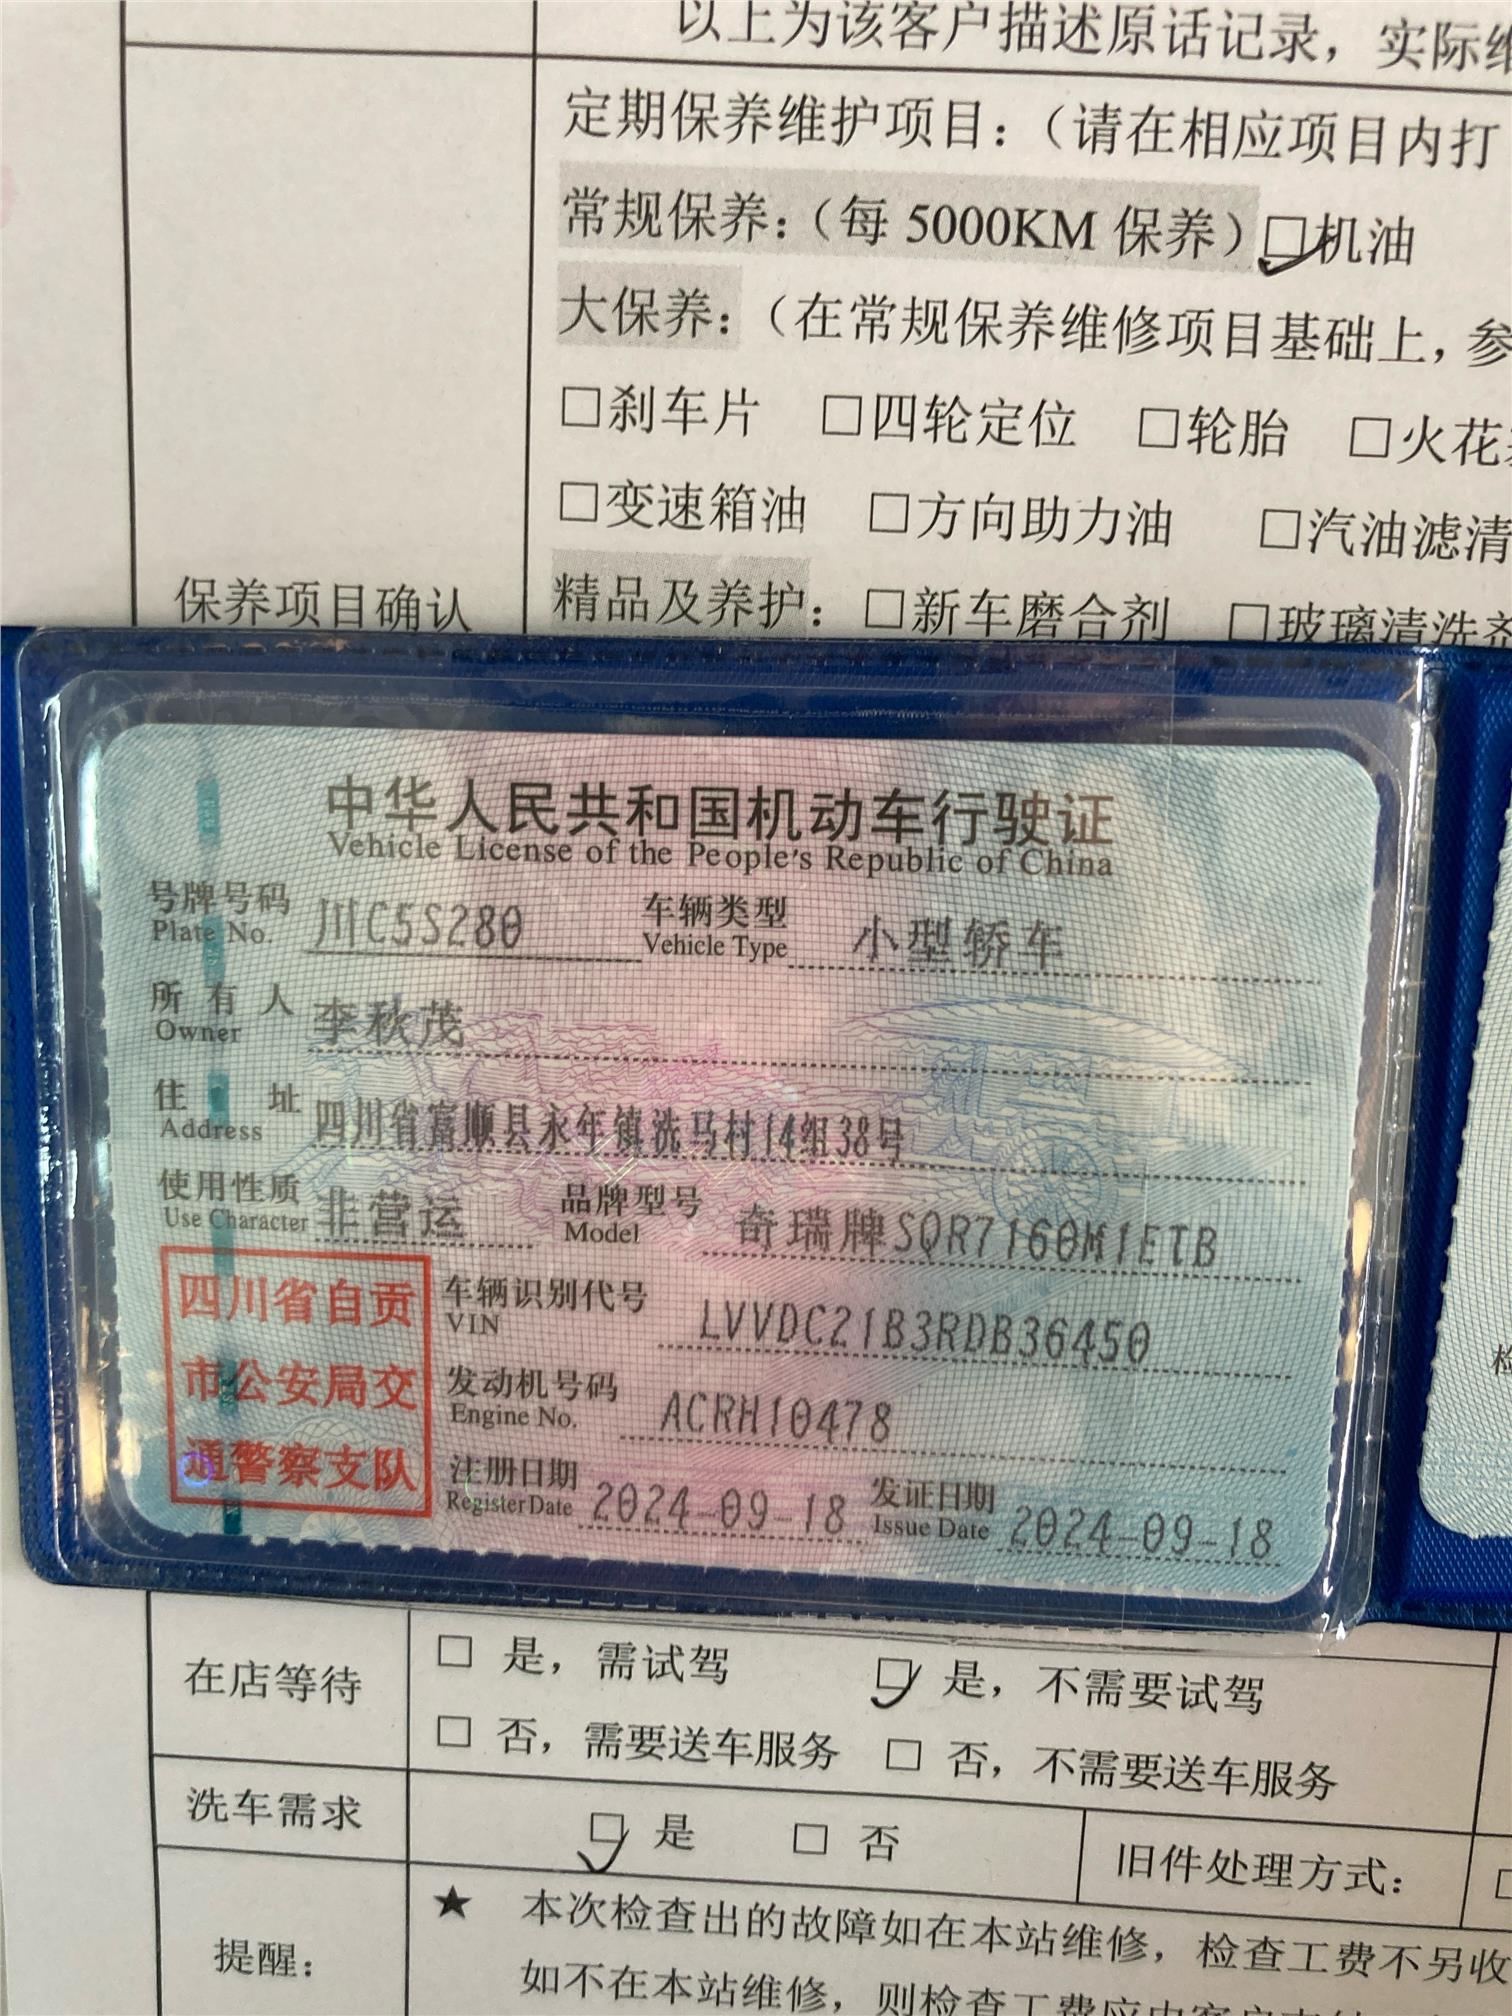 以上为该客户描述原话记录，实际维
定期保养维护项目：（请在相应项目内打
常规保养：（每 5000KM 保养）□机油
大保养：（在常规保养维修项目基础上，参
□刹车片 □四轮定位 □轮胎 □火花
□变速箱油 □方向助力油 □汽油滤清
保养项目确认
精品及养护：□新车磨合剂 □玻璃清洗剂
中华人民共和国机动车行驶证
Vehicle License of the People's Republic of China
号牌号码 川C5S280 车辆类型 小型轿车
Plate No. Vehicle Type
所有人 李秋茂
Owner
住址 四川省富顺县永年镇洗马村14组38号
Address
使用性质 非营运 品牌型号 奇瑞牌SQR7160M1ETB
Use Character Model
四川省自贡
市公安局交
通警察支队
车辆识别代号 LVVDC21B3RDB36450
VIN
发动机号码 ACRH10478
Engine No.
注册日期 2024-09-18 发证日期 2024-09-18
Register Date Issue Date
在店等待
□ 是，需试驾 ☑ 是，不需要试驾
□ 否，需要送车服务 □ 否，不需要送车服务
洗车需求 ☑ 是 □ 否 旧件处理方式：
提醒：
★ 本次检查出的故障如在本站维修，检查工费不另收
如不在本站维修，则检查工费应由客户